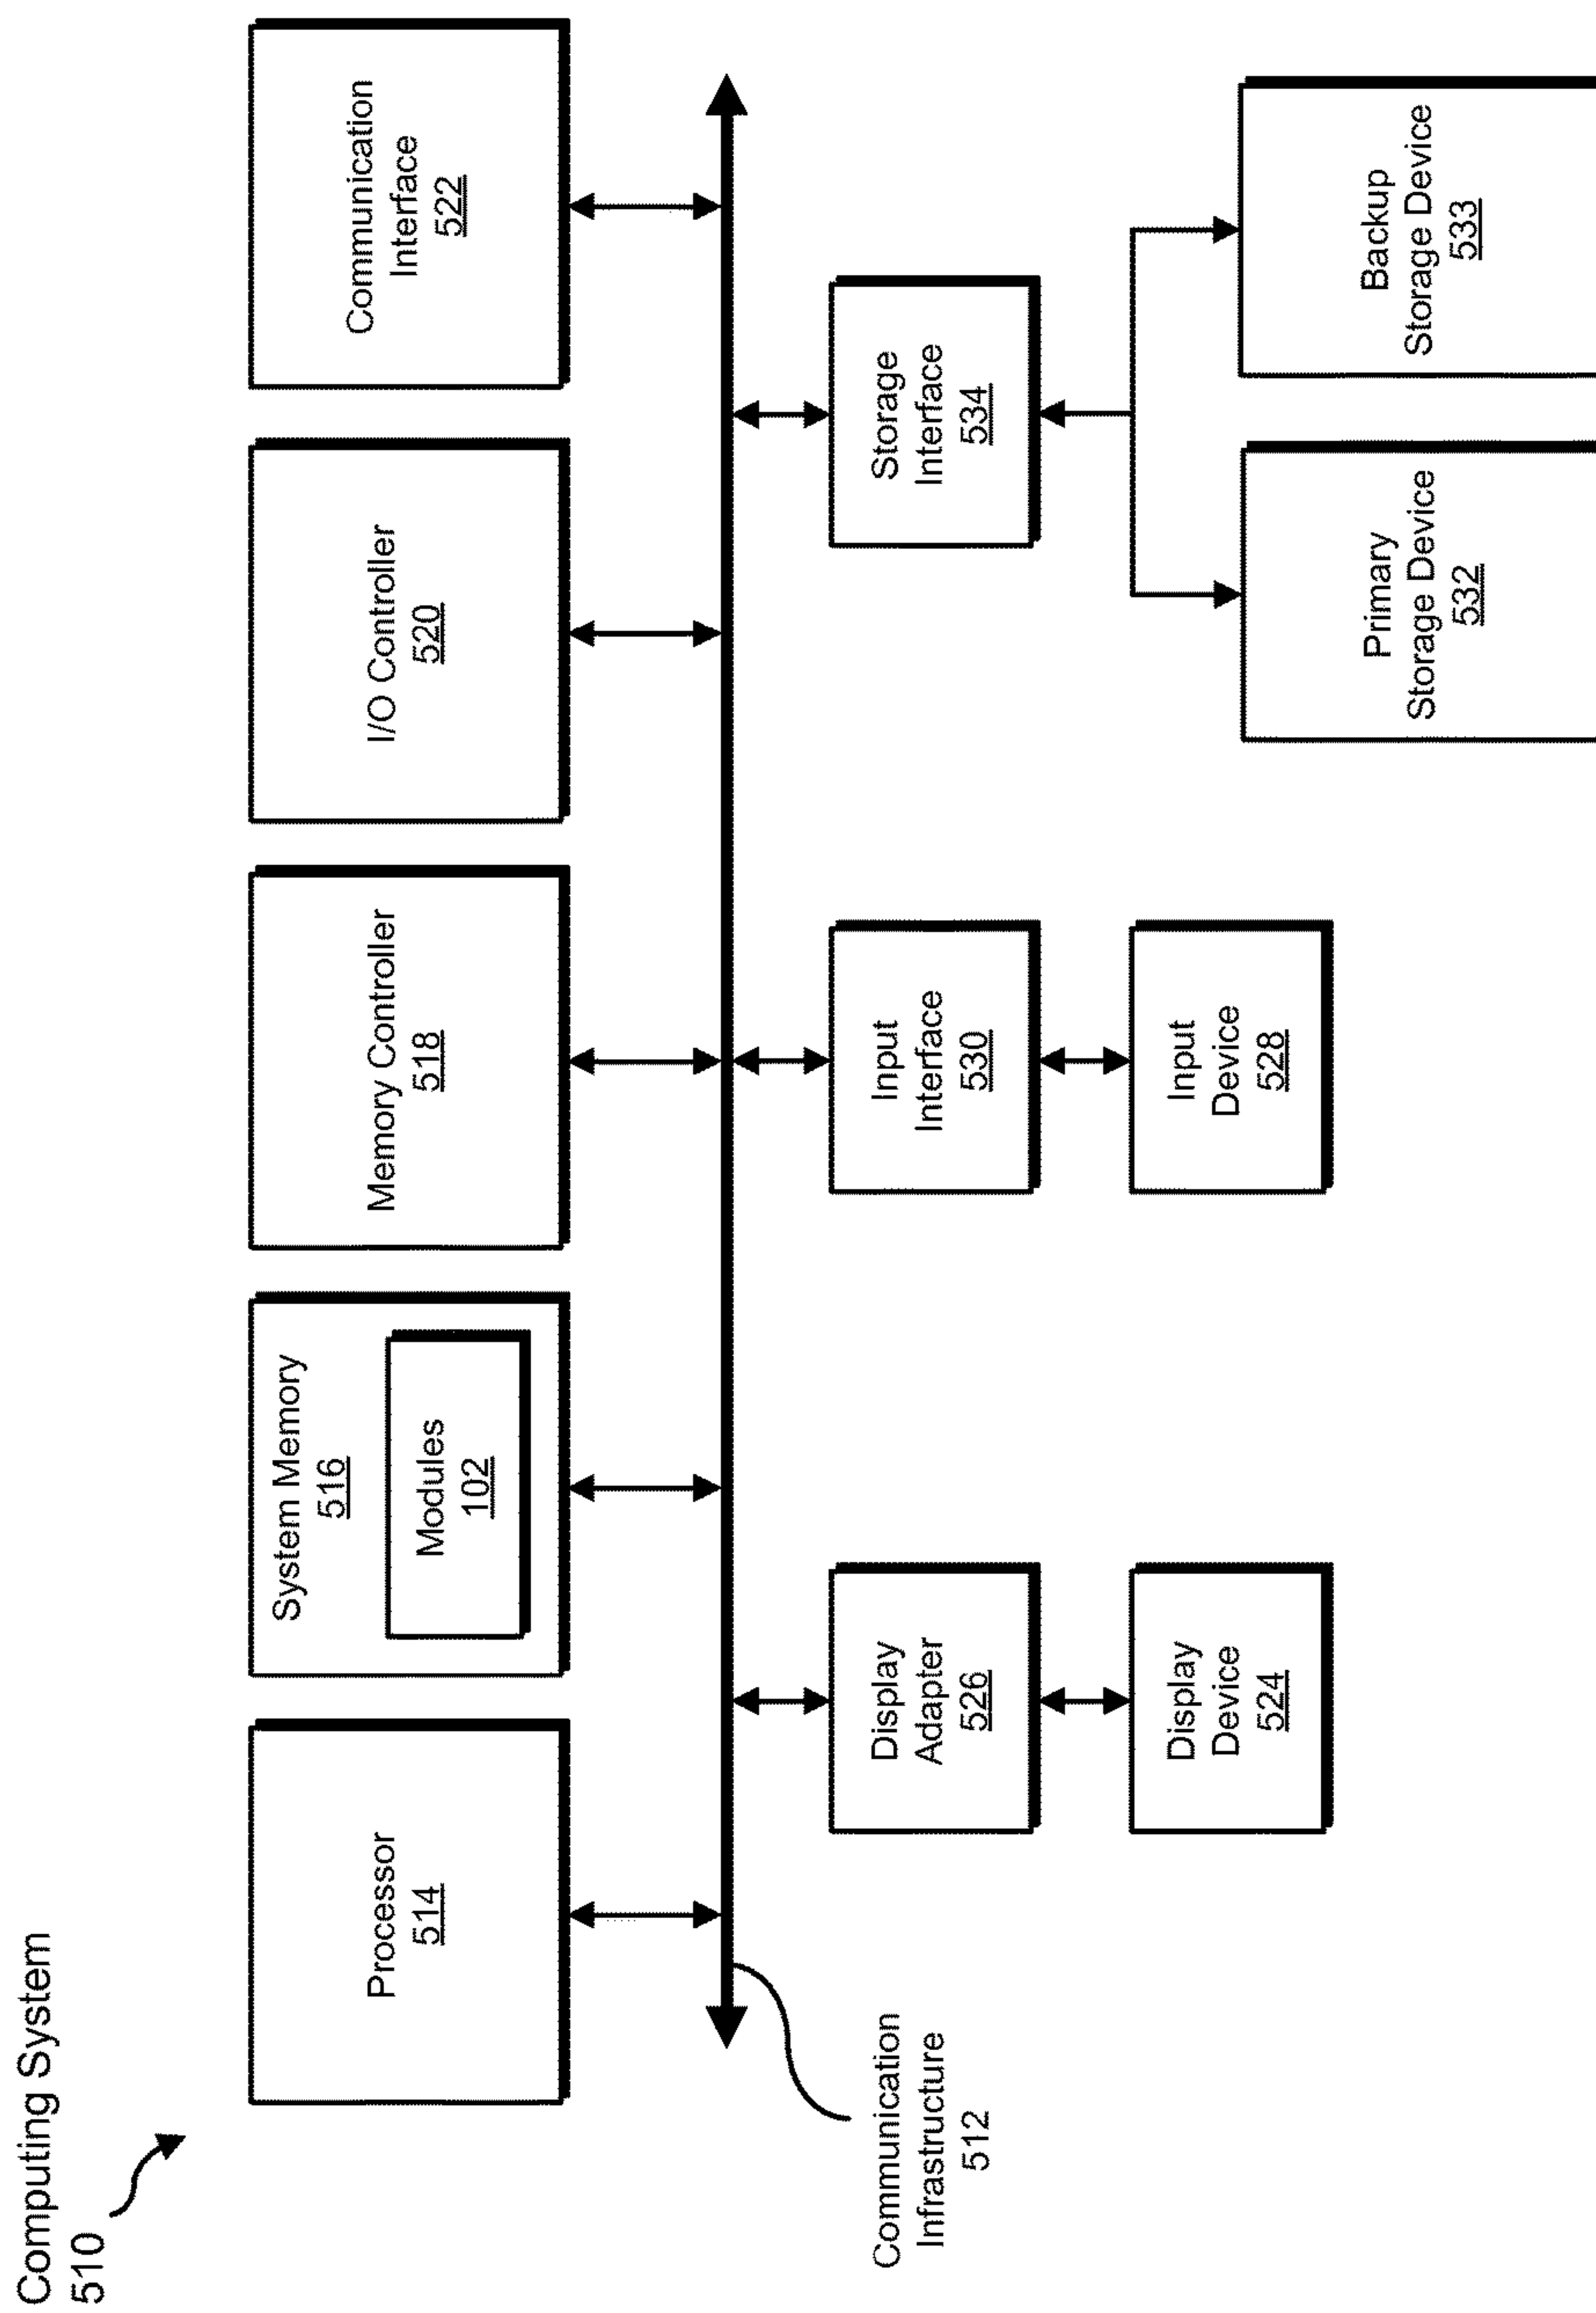 Computing System
510
Processor
514
System Memory
516
Modules
102
Memory Controller
518
I/O Controller
520
Communication
Interface
522
Communication
Infrastructure
512
Display
Adapter
526
Input
Interface
530
Storage
Interface
534
Display
Device
524
Input
Device
528
Primary
Storage Device
532
Backup
Storage Device
533